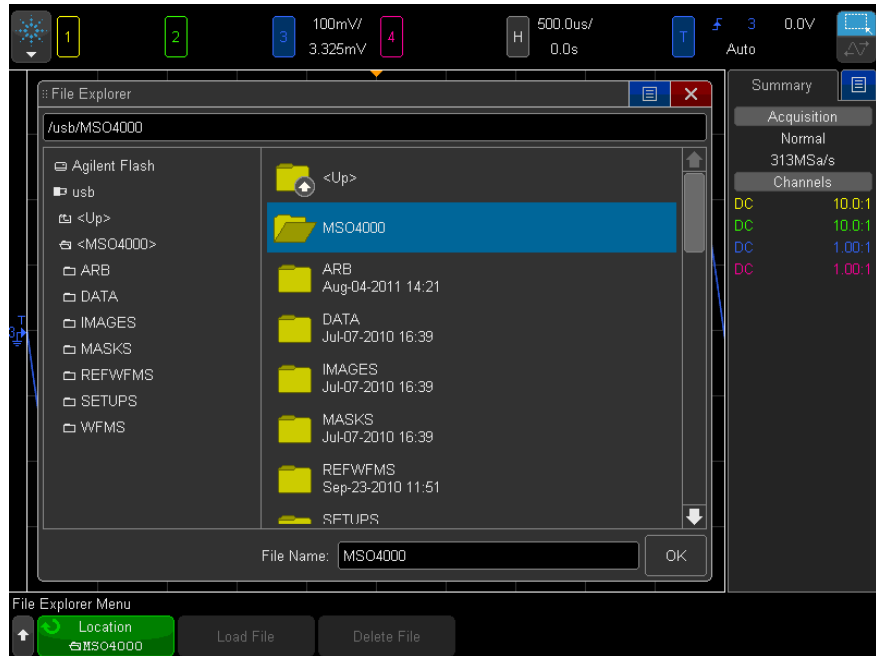 1
2
3
100mV/
3.325mV
4
H
500.0us/
0.0s
T
3
0.0V
Auto
File Explorer
/usb/MSO4000
Agilent Flash
usb
<Up>
<MSO4000>
ARB
DATA
IMAGES
MASKS
REFWFMS
SETUPS
WFMS
<Up>
MSO4000
ARB
Aug-04-2011 14:21
DATA
Jul-07-2010 16:39
IMAGES
Jul-07-2010 16:39
MASKS
Jul-07-2010 16:39
REFWFMS
Sep-23-2010 11:51
SETUPS
File Name: MSO4000
OK
T
3
Summary
Acquisition
Normal
313MSa/s
Channels
DC 10.0:1
DC 10.0:1
DC 1.00:1
DC 1.00:1
File Explorer Menu
Location
MSO4000
Load File
Delete File